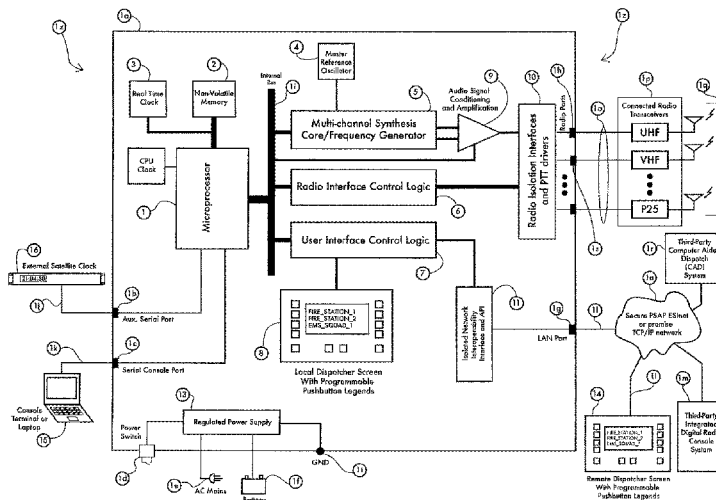 1z
1a
1z
3
2
4
Master
Reference
Oscillator
Internal
Bus
1i
5
9
Audio Signal
Conditioning
and Amplification
10
1h
Radio Ports
1o
1p
1q
Connected Radio
Transceivers
Real Time
Clock
Non-Volatile
Memory
Multi-channel Synthesis
Core/Frequency Generator
UHF
CPU
Clock
Microprocessor
1
Radio Interface Control Logic
6
Radio Isolation Interfaces
and PTT drivers
VHF
P25
User Interface Control Logic
7
16
External Satellite Clock
1j
1b
Aux. Serial Port
FIRE_STATION_1
FIRE_STATION_2
EMS_SQUAD_1
8
Local Dispatcher Screen
With Programmable
Pushbutton Legends
11
Isolated Network
Interoperability
Interface and API
1g
LAN Port
1l
Third-Party
Computer Aided
Dispatch
(CAD)
System
Secure PSAP ESInet
or premise
TCP/IP network
1k
1c
Serial Console Port
Console
Terminal or
Laptop
15
13
Regulated Power Supply
Power
Switch
1d
1e
AC Mains
1f
Battery
GND
14
FIRE_STATION_1
FIRE_STATION_2
EMS_SQUAD_1
Remote Dispatcher Screen
With Programmable
Pushbutton Legends
1m
Third-Party
Integrated
Digital Radio
Console
System